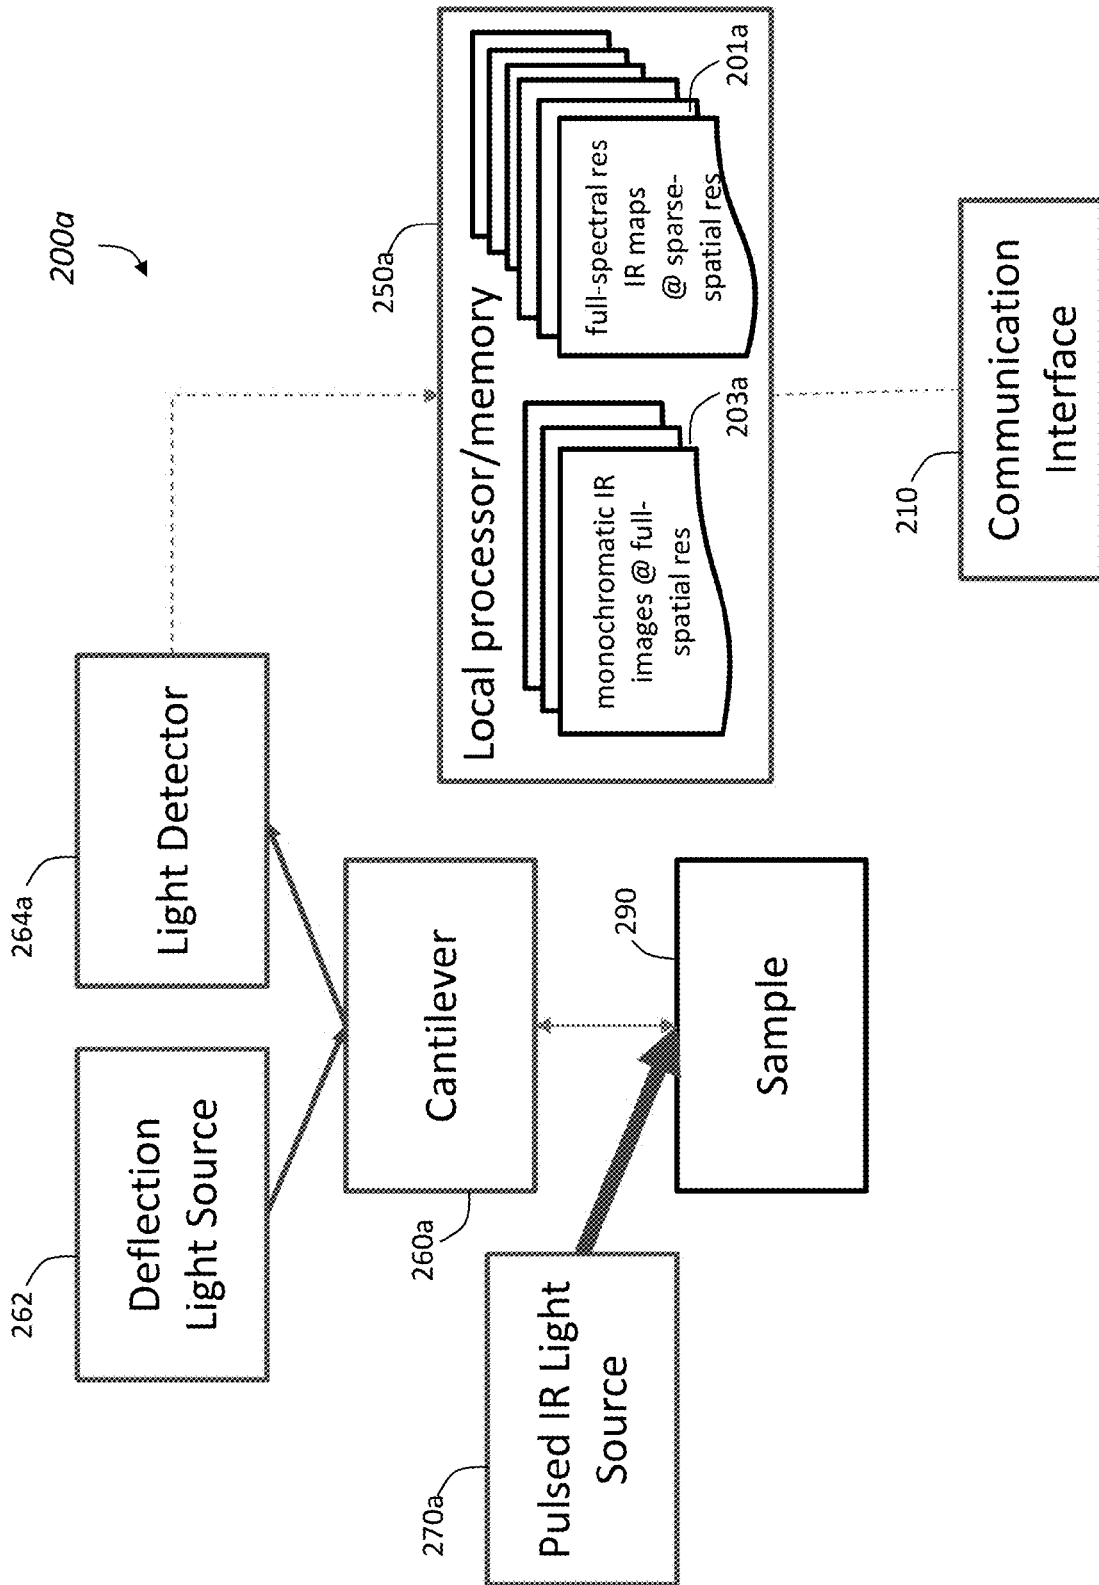 200a
262
Deflection
Light Source
264a
Light Detector
260a
Cantilever
270a
Pulsed IR Light
Source
290
Sample
250a
Local processor/memory
monochromatic IR
images @ full-
spatial res
203a
full-spectral res
IR maps
@ sparse-
spatial res
201a
210
Communication
Interface